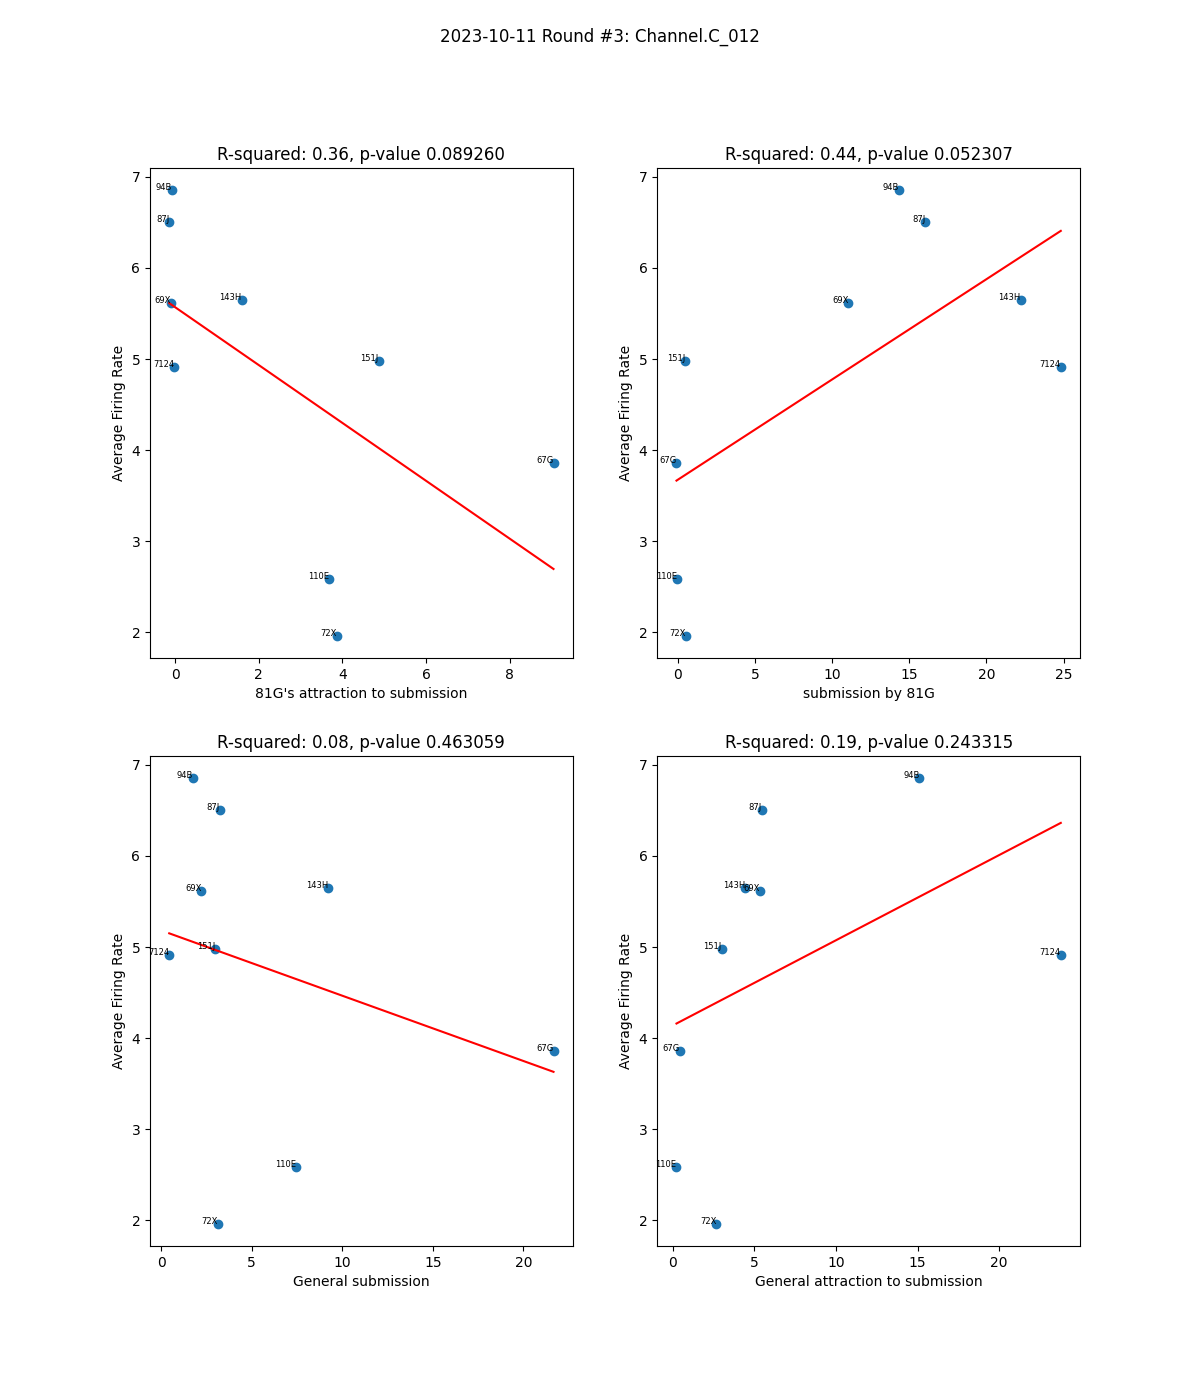 2023-10-11 Round #3: Channel.C_012
R-squared: 0.36, p-value 0.089260
7
6
5
4
3
2
Average Firing Rate
94B
87J
69X
143H
7124
151J
67G
110E
72X
0 2 4 6 8
81G's attraction to submission
R-squared: 0.44, p-value 0.052307
7
6
5
4
3
2
Average Firing Rate
94B
87J
69X
143H
151J
7124
67G
110E
72X
0 5 10 15 20 25
submission by 81G
R-squared: 0.08, p-value 0.463059
7
6
5
4
3
2
Average Firing Rate
94B
87J
69X
143H
151J
7124
67G
110E
72X
0 5 10 15 20
General submission
R-squared: 0.19, p-value 0.243315
7
6
5
4
3
2
Average Firing Rate
94B
87J
143H
69X
151J
7124
67G
110E
72X
0 5 10 15 20
General attraction to submission